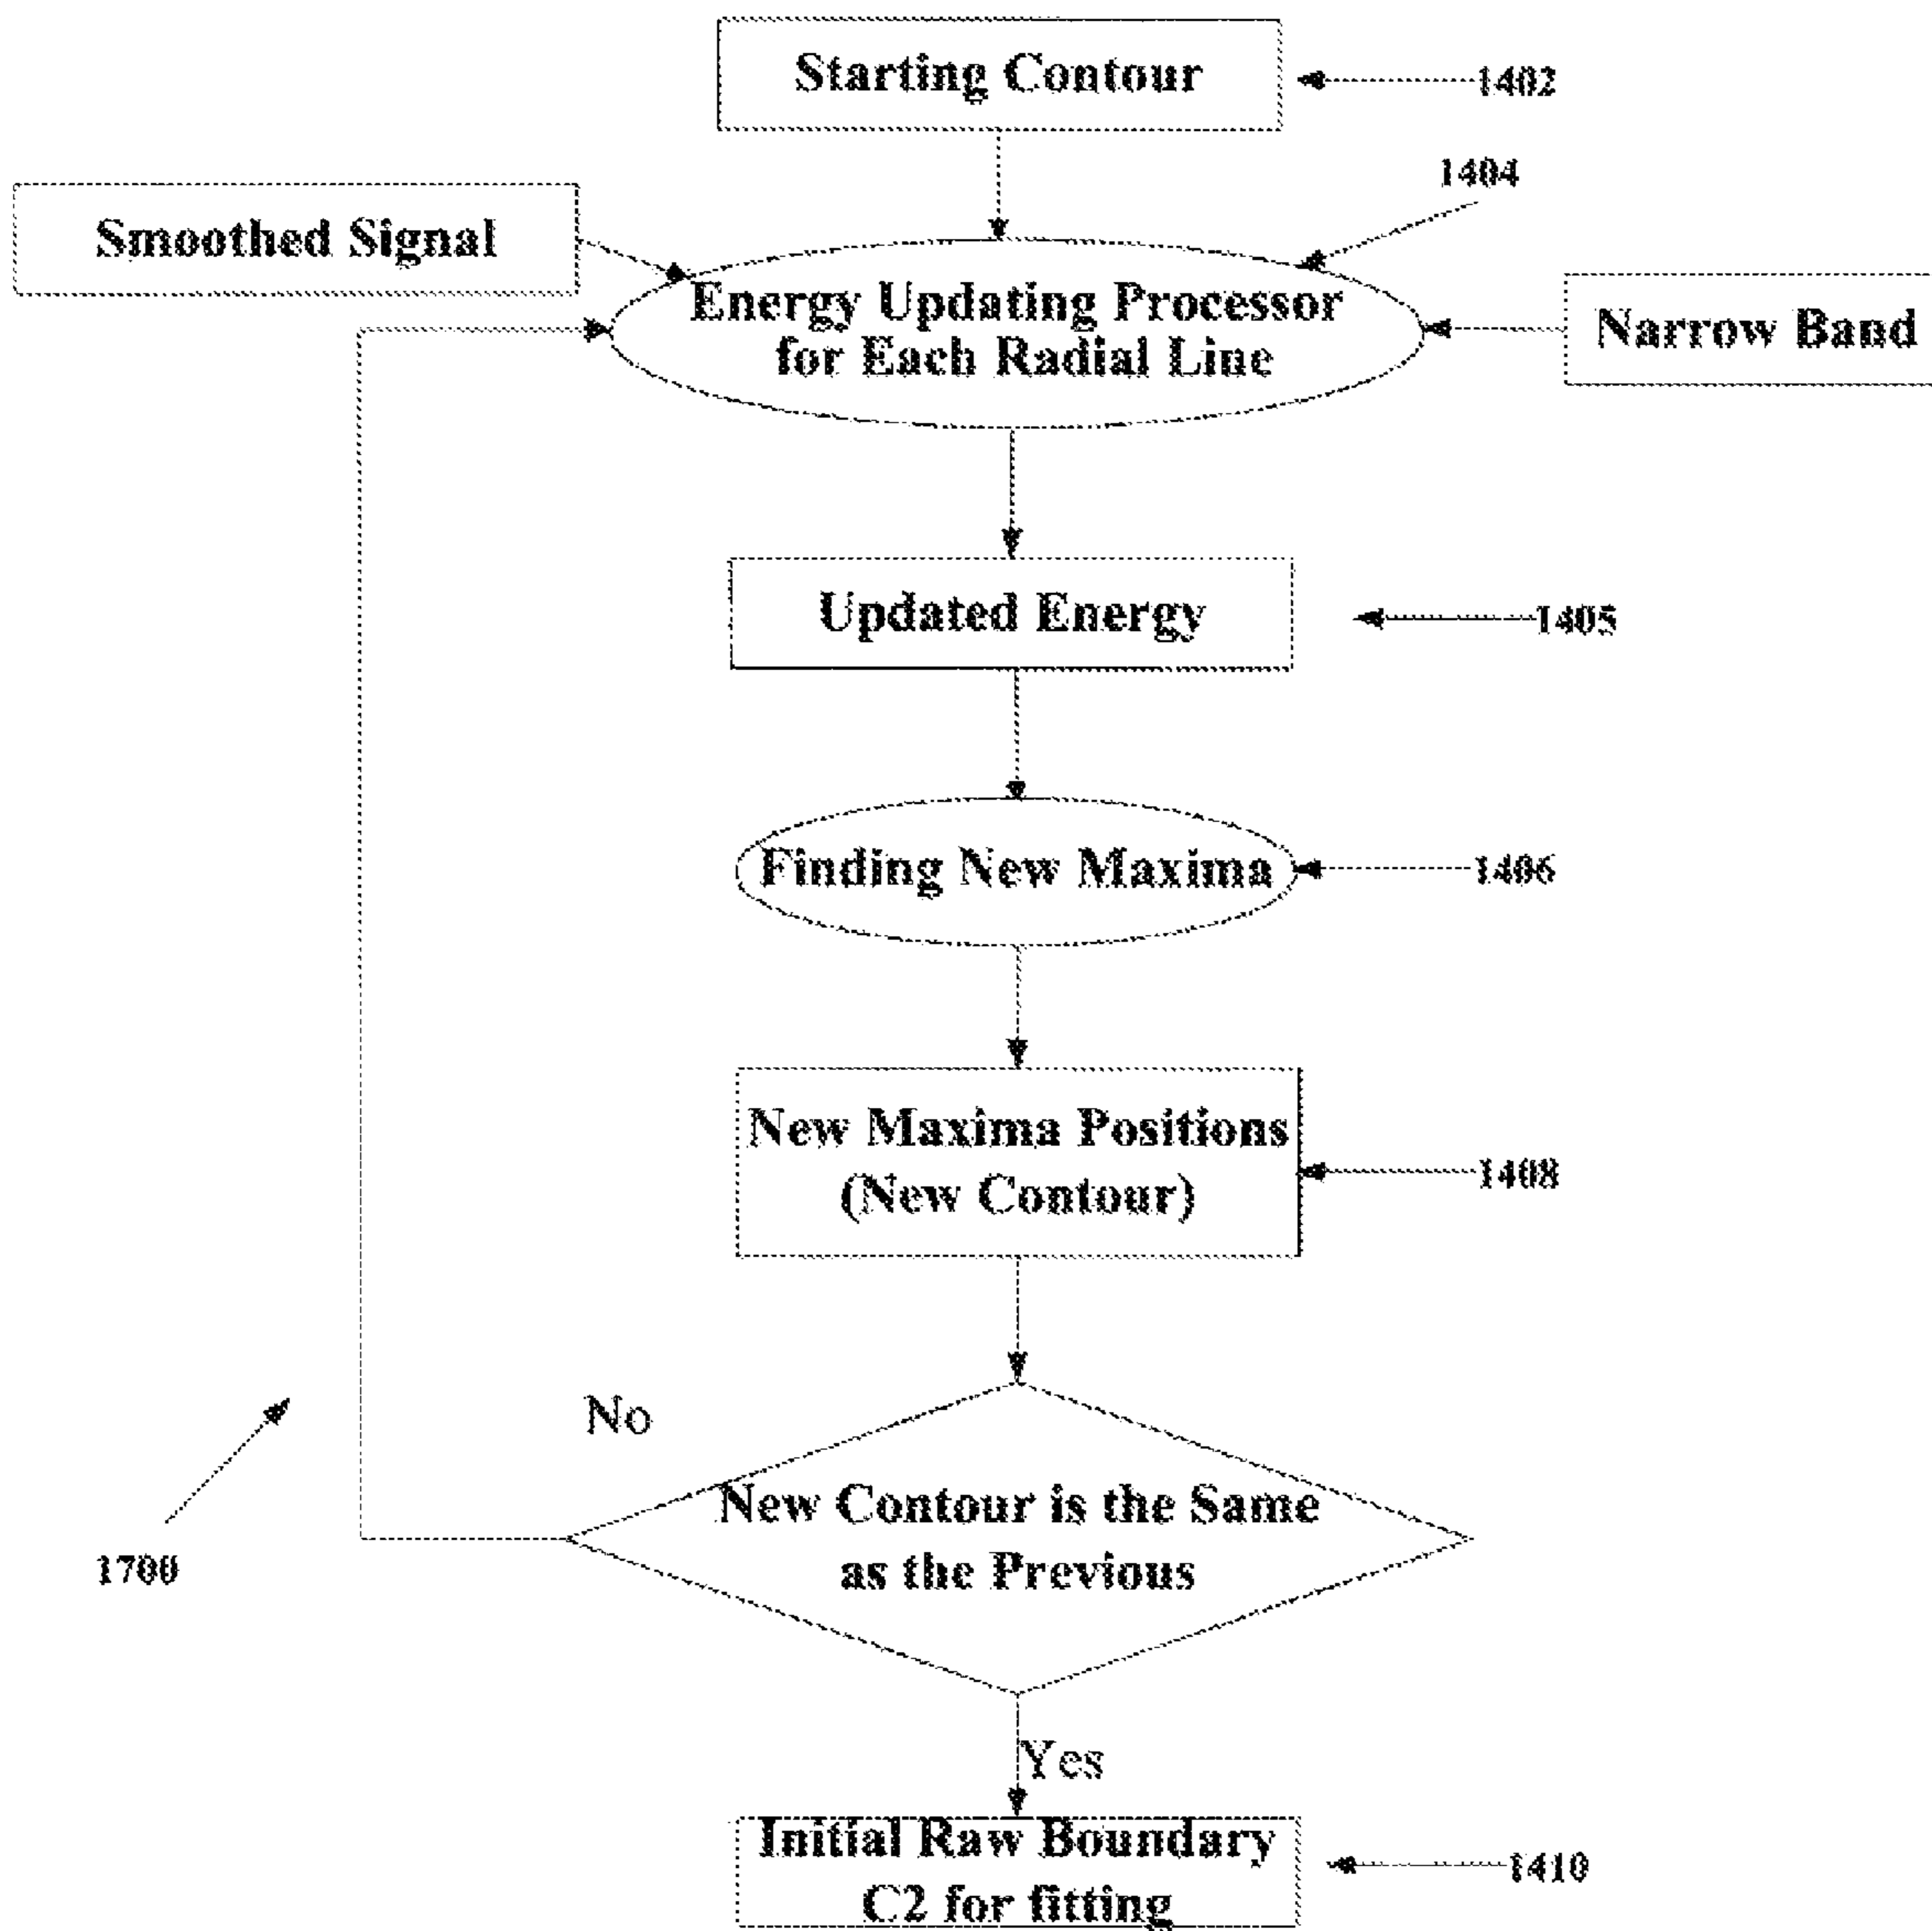 Starting Contour
1402
1404
Smoothed Signal
Energy Updating Processor
for Each Radial Line
Narrow Band
Updated Energy
1405
Finding New Maxima
1406
New Maxima Positions
(New Contour)
1408
No
New Contour is the Same
as the Previous
1700
Yes
Initial Raw Boundary
C2 for fitting
1410